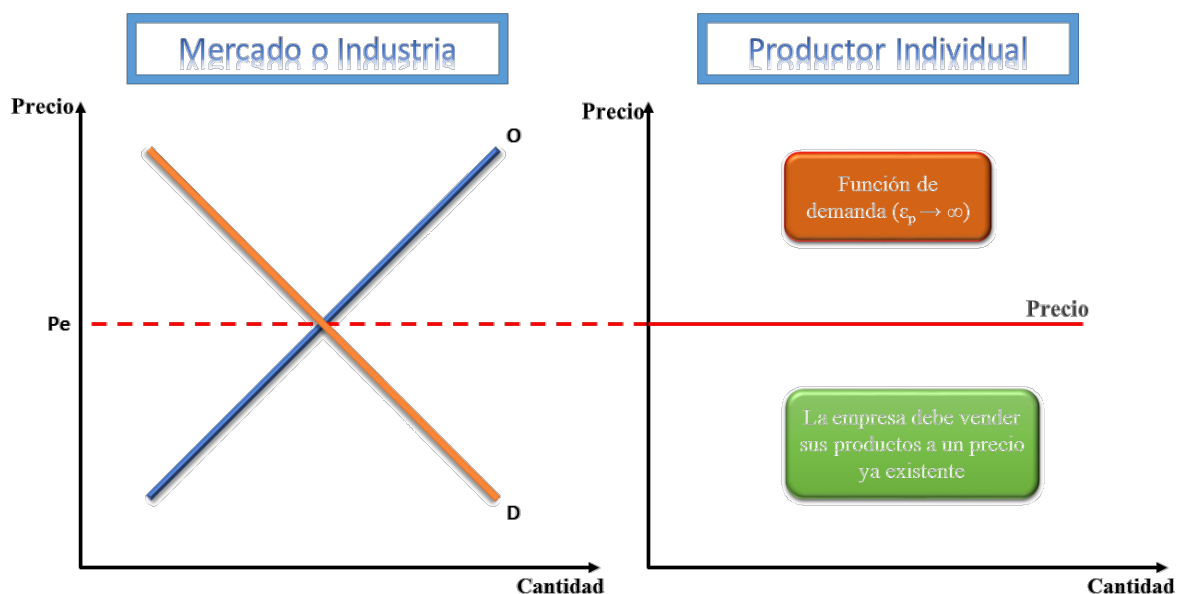 Mercado o Industria
Productor Individual
Precio
O
Pe
D
Cantidad
Precio
Función de
demanda (εₚ → ∞)
Precio
La empresa debe vender
sus productos a un precio
ya existente
Cantidad